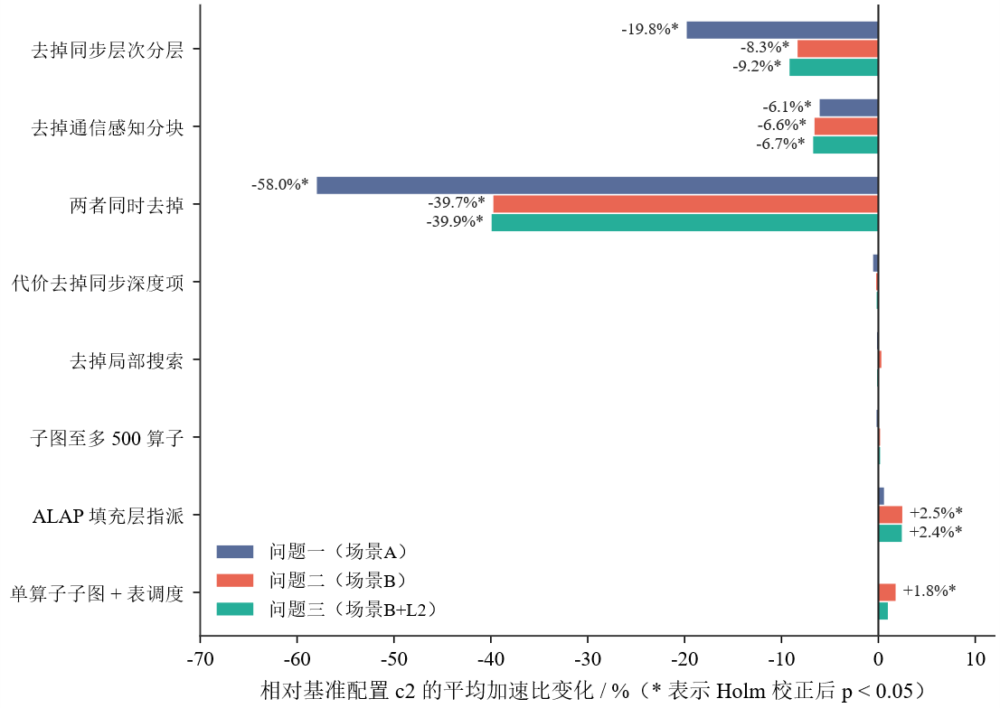 去掉同步层次分层
-19.8%*
-8.3%*
-9.2%*
去掉通信感知分块
-6.1%*
-6.6%*
-6.7%*
两者同时去掉
-58.0%*
-39.7%*
-39.9%*
代价去掉同步深度项
去掉局部搜索
子图至多 500 算子
ALAP 填充层指派
+2.5%*
+2.4%*
单算子子图 + 表调度
+1.8%*
问题一（场景A）
问题二（场景B）
问题三（场景B+L2）
-70 -60 -50 -40 -30 -20 -10 0 10
相对基准配置 c2 的平均加速比变化 / %（* 表示 Holm 校正后 p < 0.05）